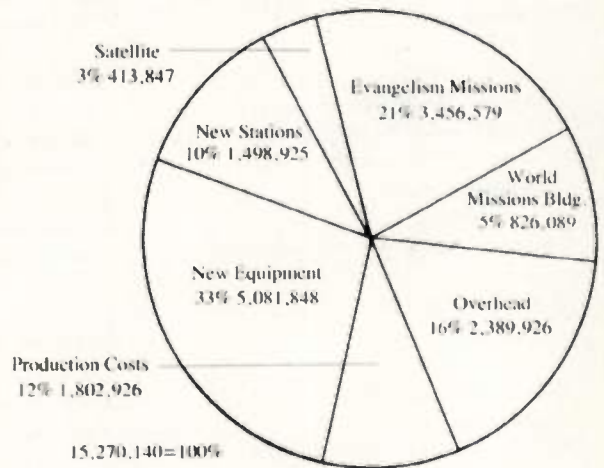 Satellite
3% 413,847
Evangelism Missions
21% 3,456,579
New Stations
10% 1,498,925
World
Missions Bldg.
5% 826,089
New Equipment
33% 5,081,848
Overhead
16% 2,389,926
Production Costs
12% 1,802,926
15,270,140=100%